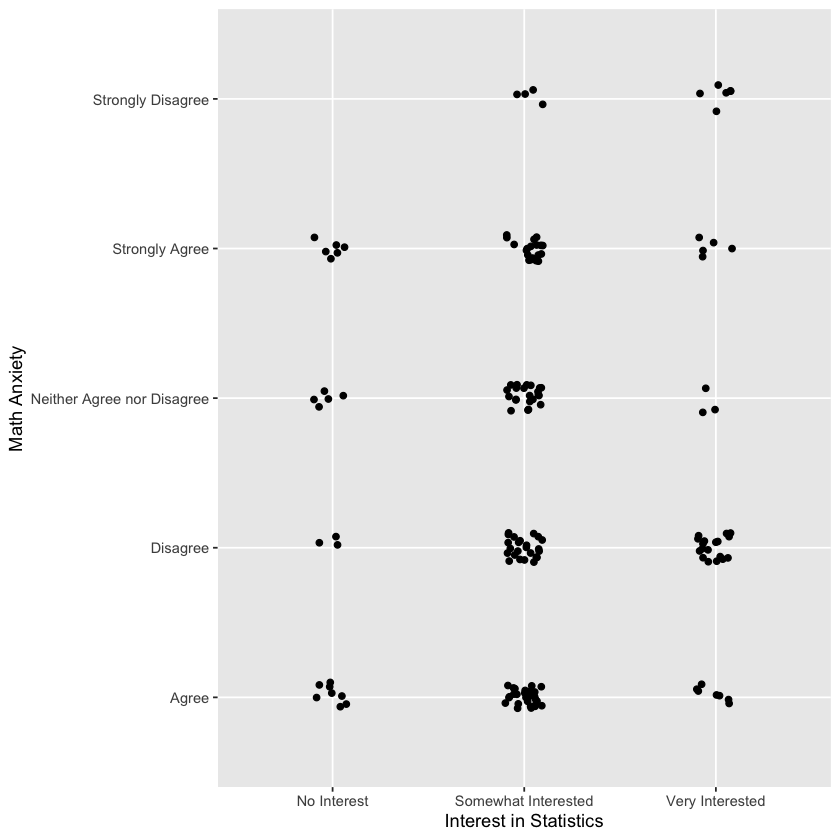 Strongly Disagree
Strongly Agree
Neither Agree nor Disagree
Disagree
Agree
Math Anxiety
No Interest
Somewhat Interested
Very Interested
Interest in Statistics